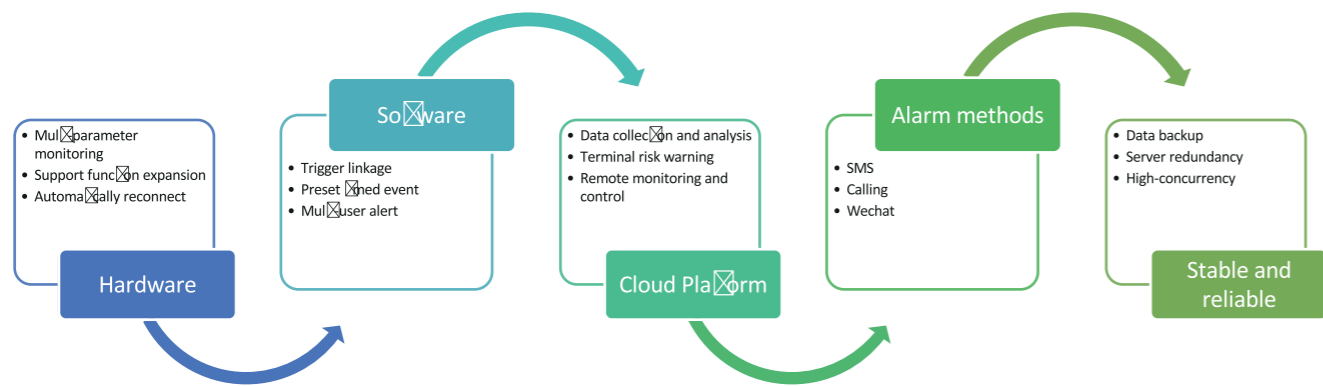 • Mul☒parameter
monitoring
• Support func☒on expansion
• Automa☒cally reconnect
Hardware
So☒ware
• Trigger linkage
• Preset ☒med event
• Mul☒user alert
• Data collec☒on and analysis
• Terminal risk warning
• Remote monitoring and
control
Cloud Pla☒orm
Alarm methods
• SMS
• Calling
• Wechat
• Data backup
• Server redundancy
• High-concurrency
Stable and
reliable